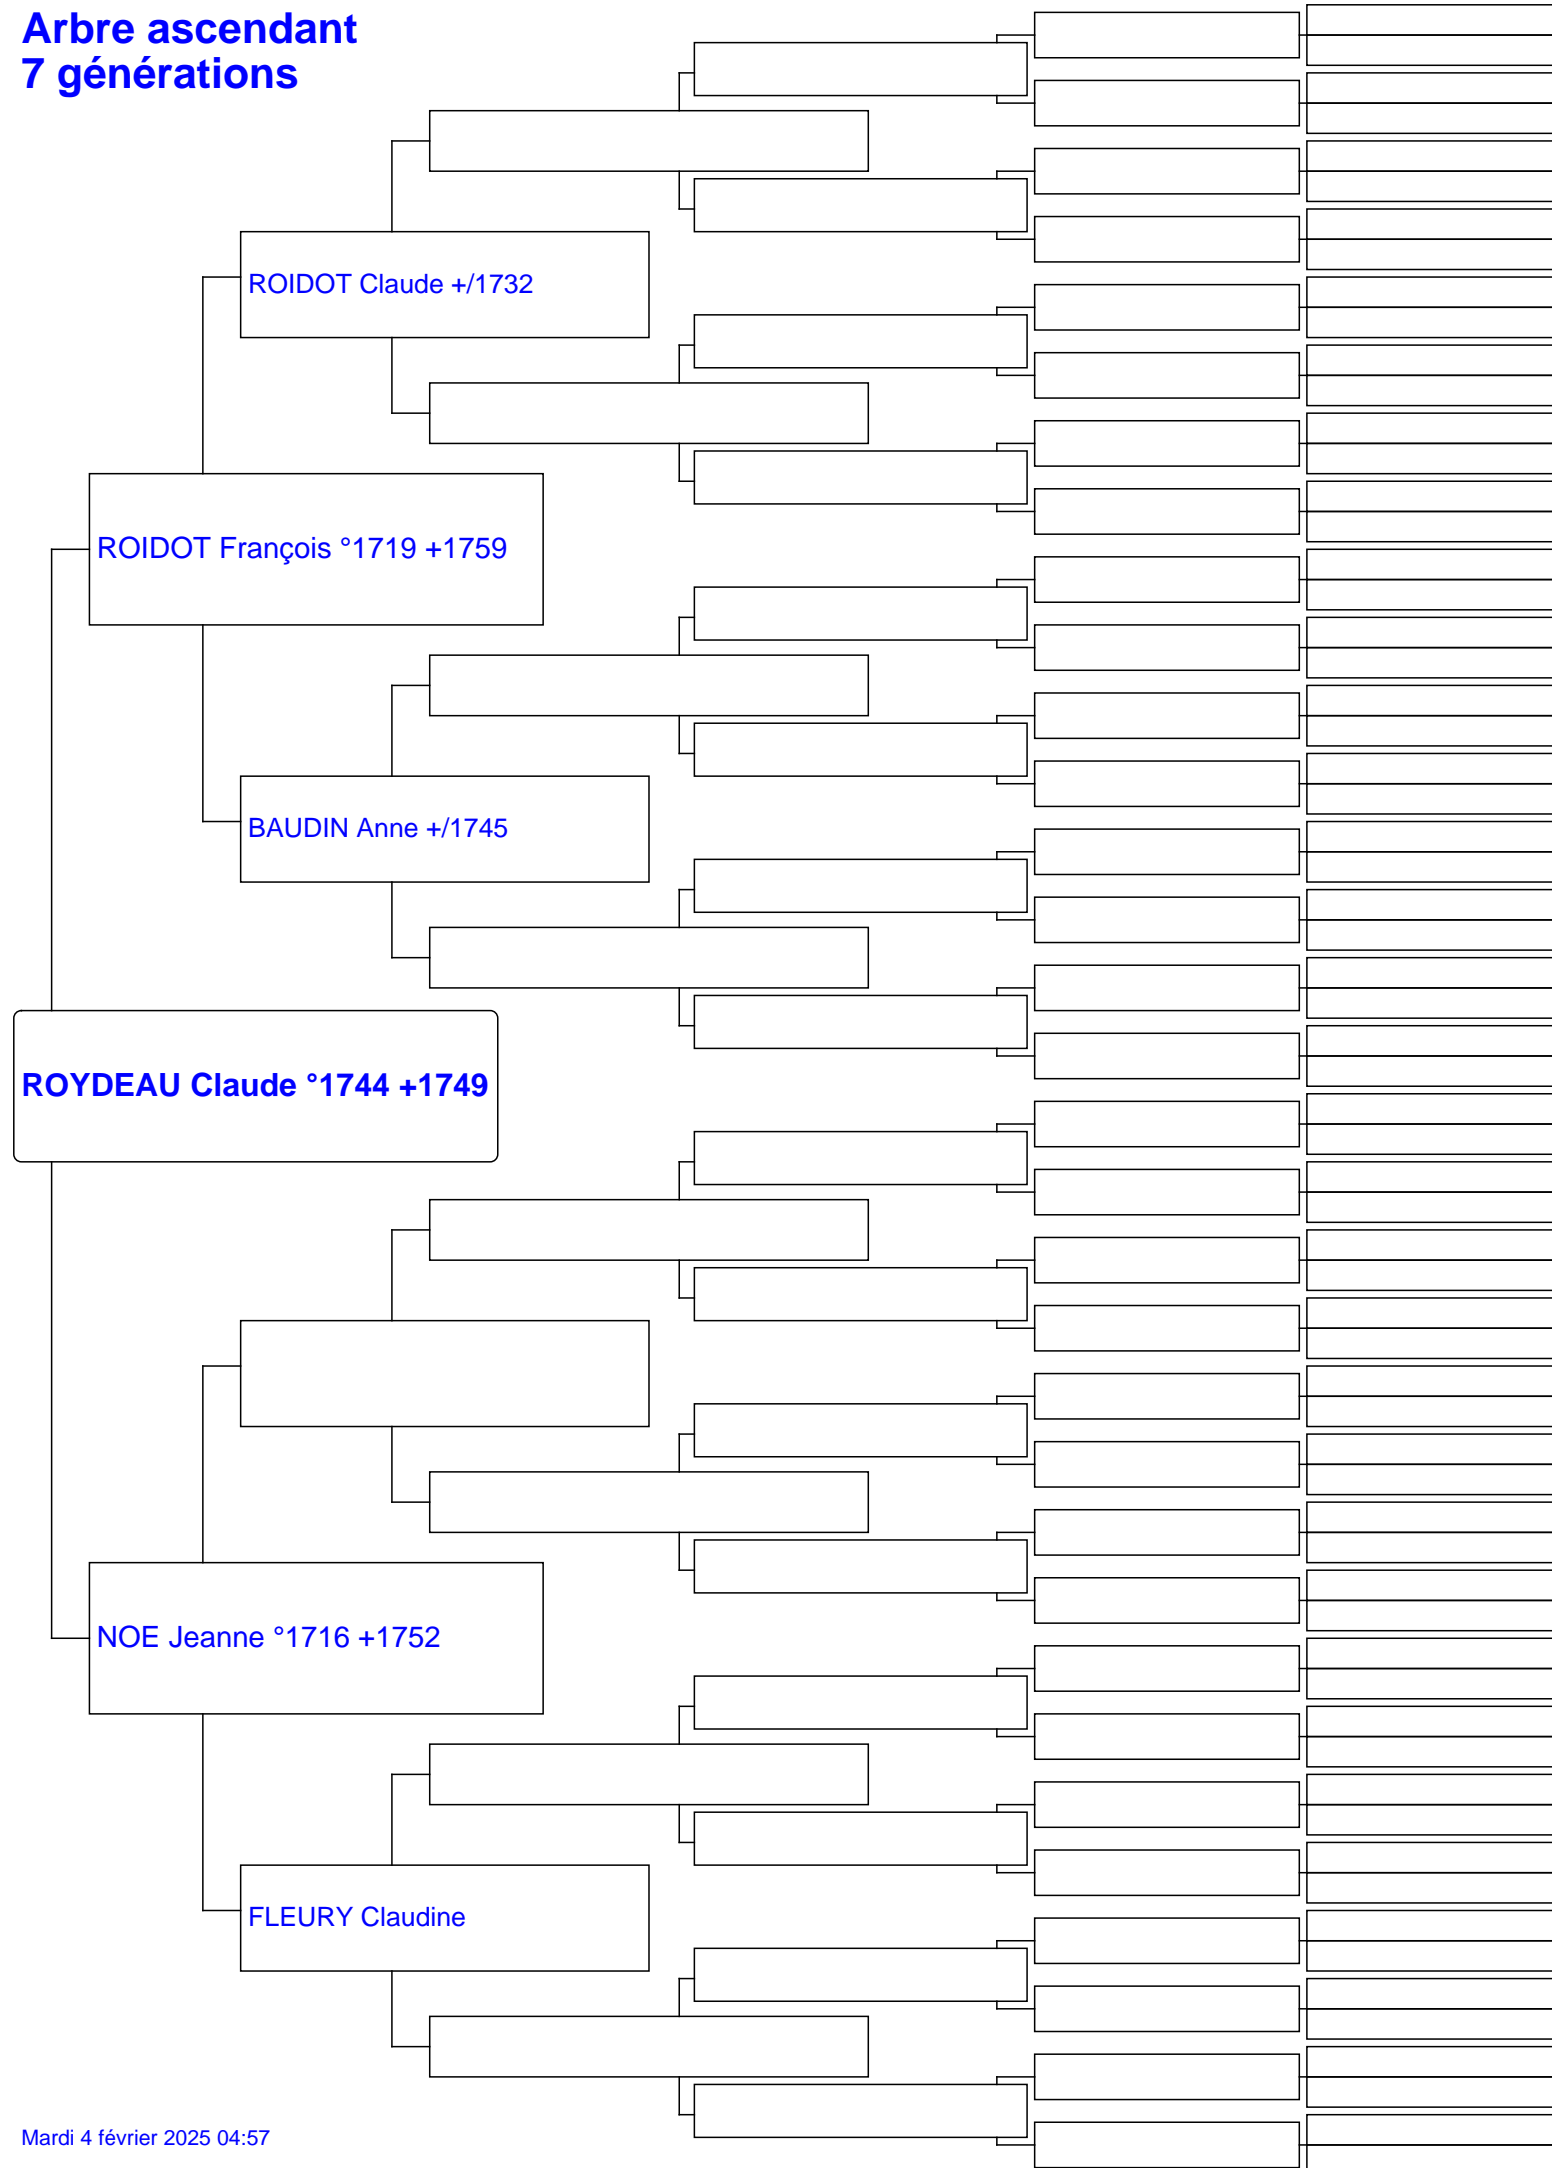 Arbre ascendant
7 générations
ROIDOT Claude +/1732
ROIDOT François °1719 +1759
BAUDIN Anne +/1745
ROYDEAU Claude °1744 +1749
NOE Jeanne °1716 +1752
FLEURY Claudine
Mardi 4 février 2025 04:57